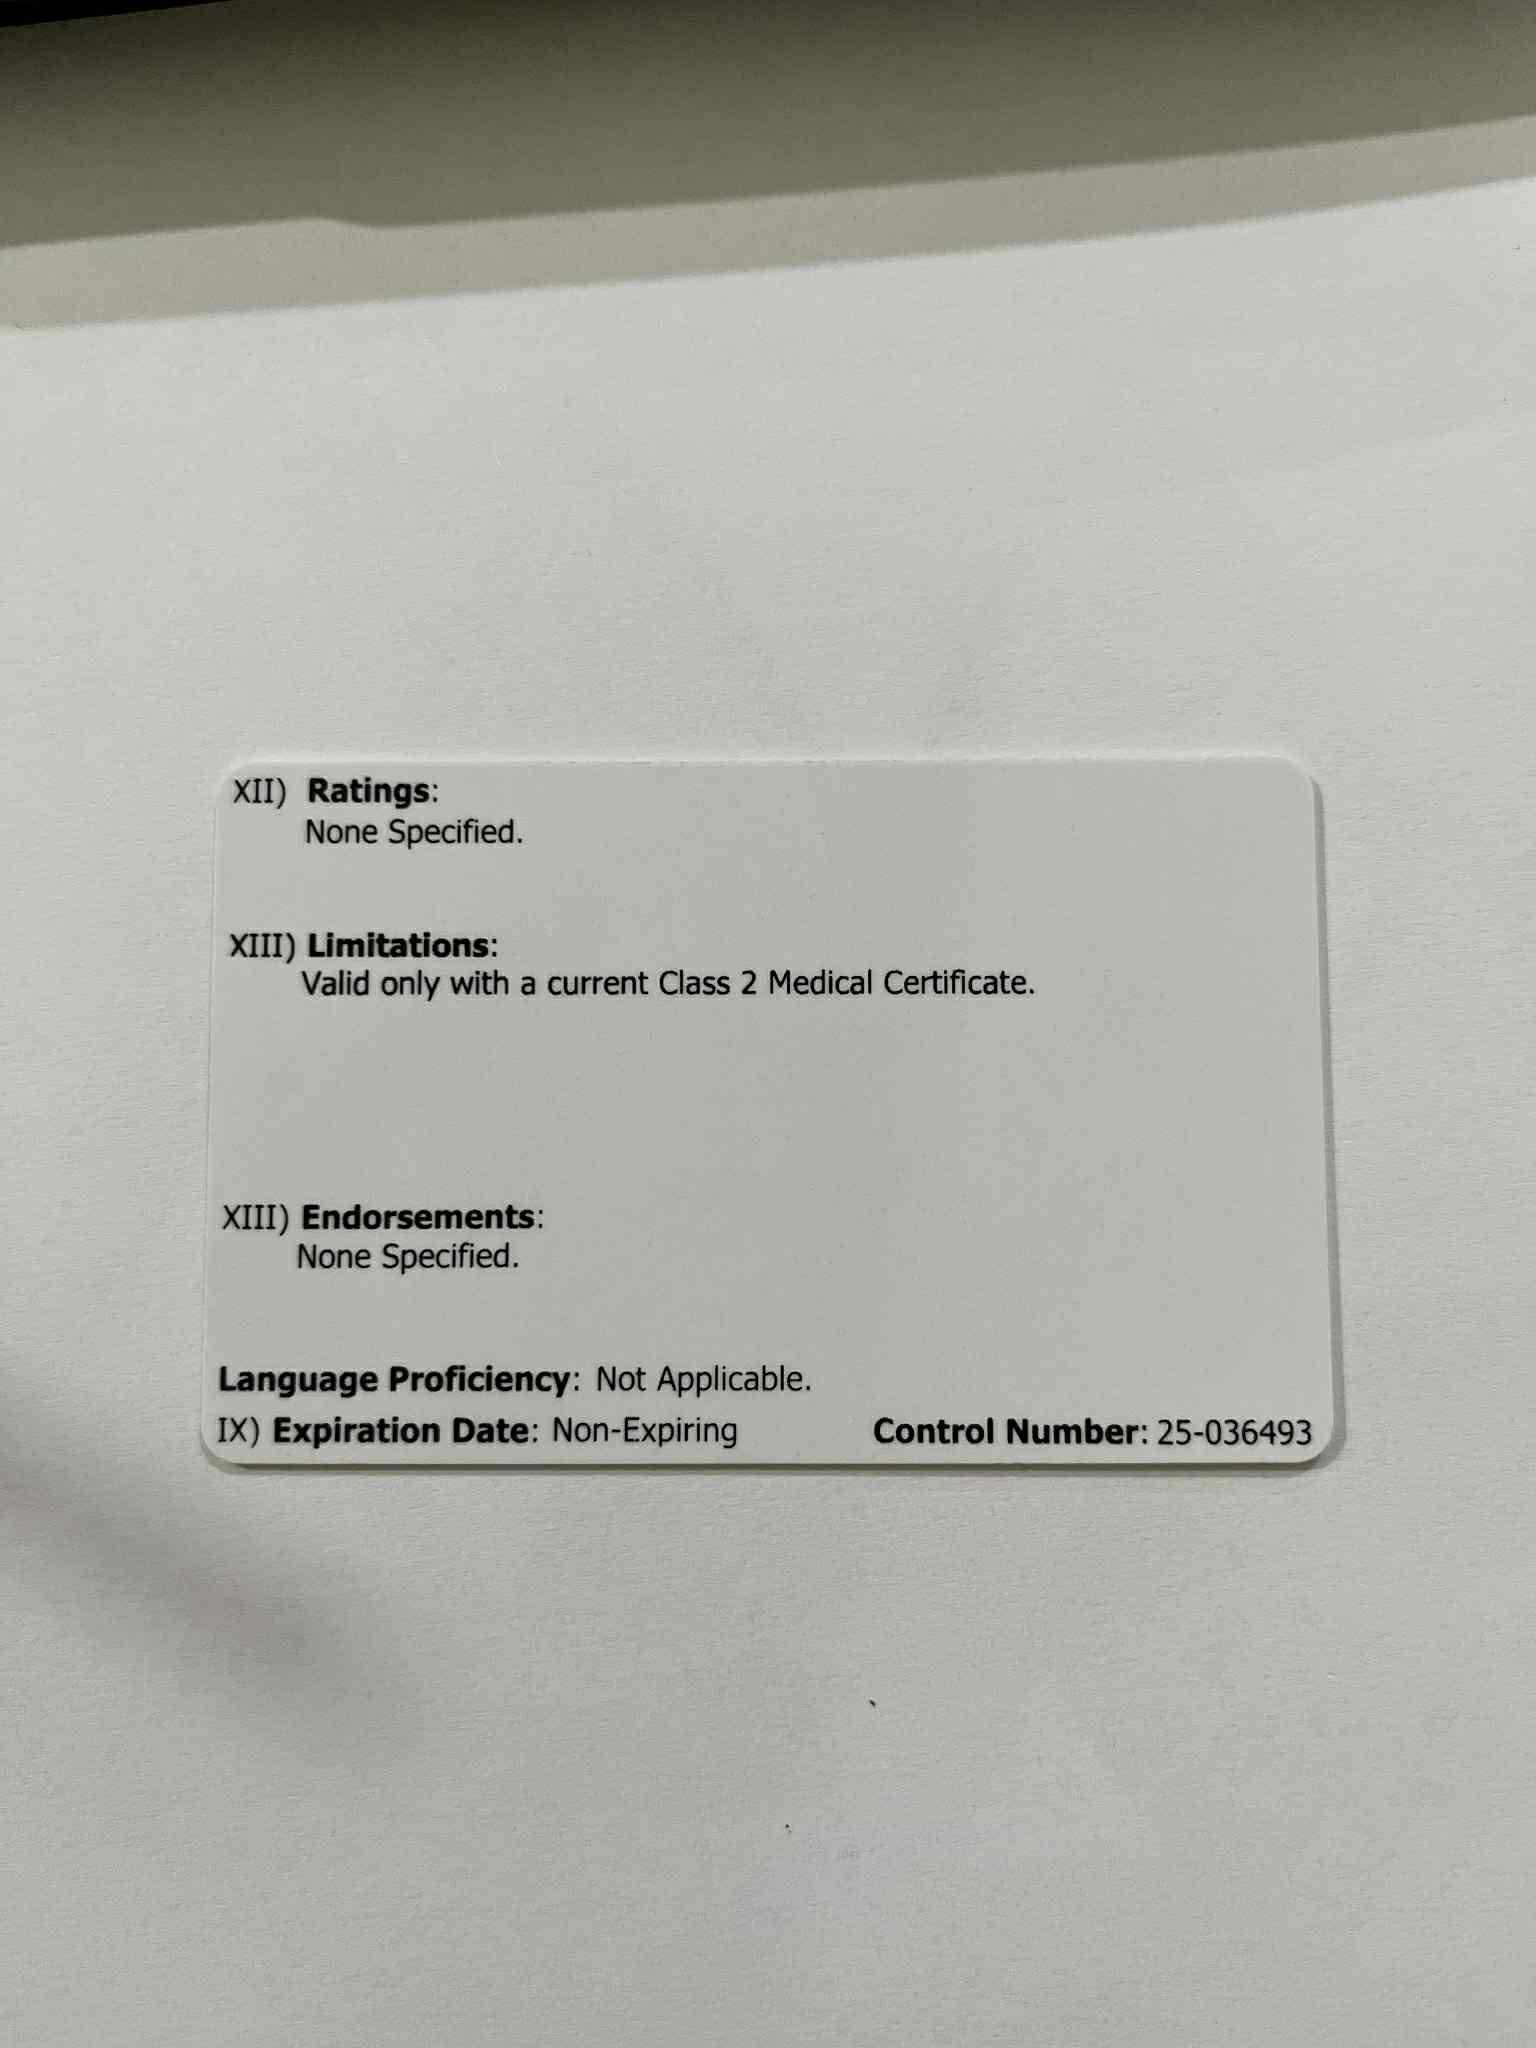 XII) Ratings:
None Specified.
XIII) Limitations:
Valid only with a current Class 2 Medical Certificate.
XIII) Endorsements:
None Specified.
Language Proficiency: Not Applicable.
IX) Expiration Date: Non-Expiring Control Number: 25-036493